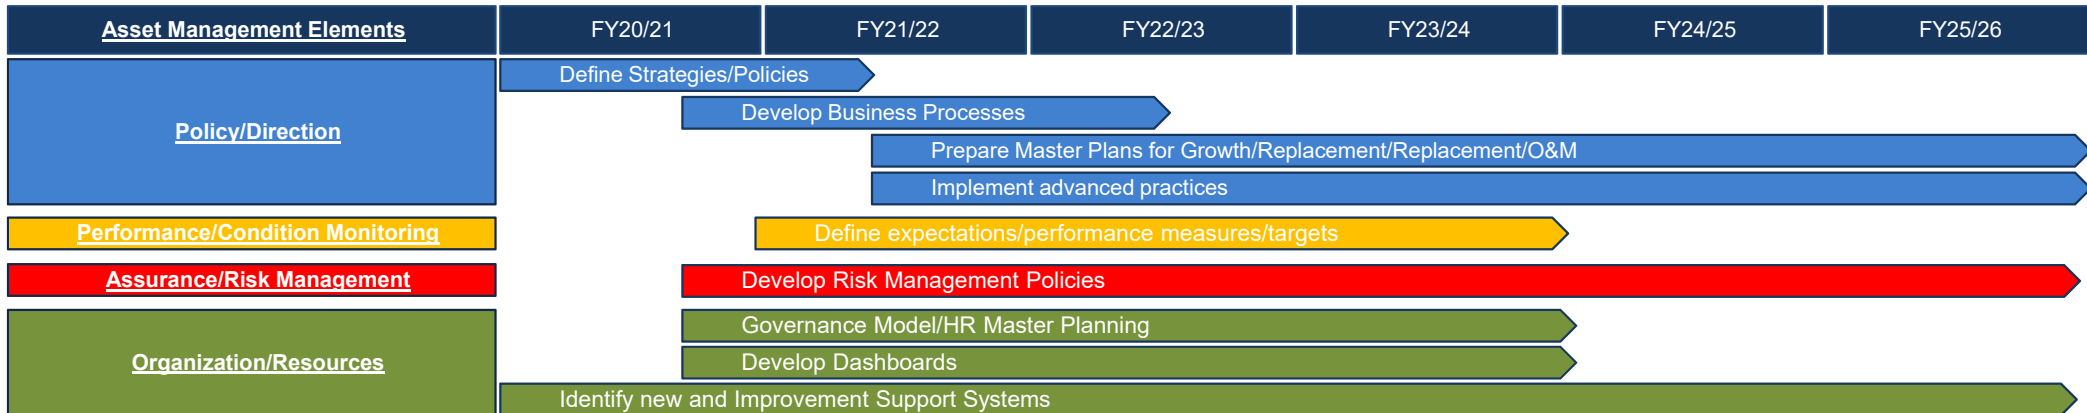 Asset Management Elements
FY20/21
FY21/22
FY22/23
FY23/24
FY24/25
FY25/26
Policy/Direction
Define Strategies/Policies
Develop Business Processes
Prepare Master Plans for Growth/Replacement/Replacement/O&M
Implement advanced practices
Performance/Condition Monitoring
Define expectations/performance measures/targets
Assurance/Risk Management
Develop Risk Management Policies
Organization/Resources
Governance Model/HR Master Planning
Develop Dashboards
Identify new and Improvement Support Systems